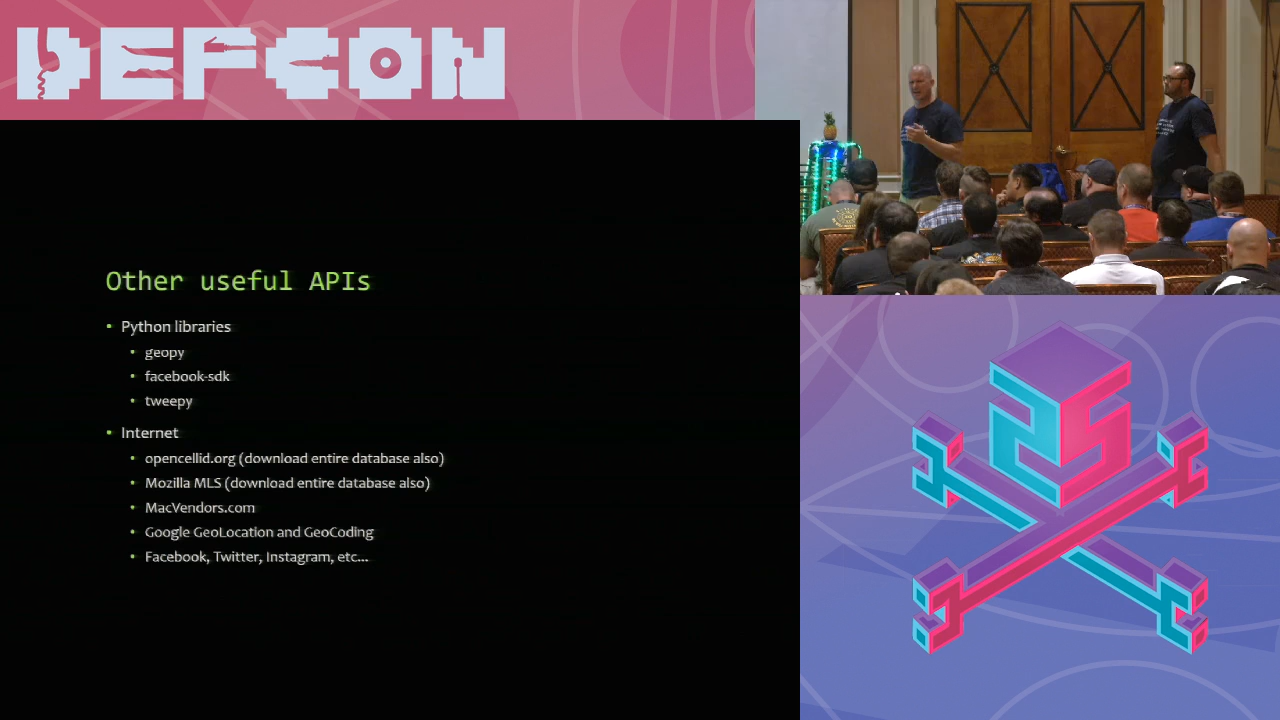 DEFCON
Other useful APIs
• Python libraries
• geopy
• facebook-sdk
• tweepy
• Internet
• opencellid.org (download entire database also)
• Mozilla MLS (download entire database also)
• MacVendors.com
• Google GeoLocation and GeoCoding
• Facebook, Twitter, Instagram, etc...
25